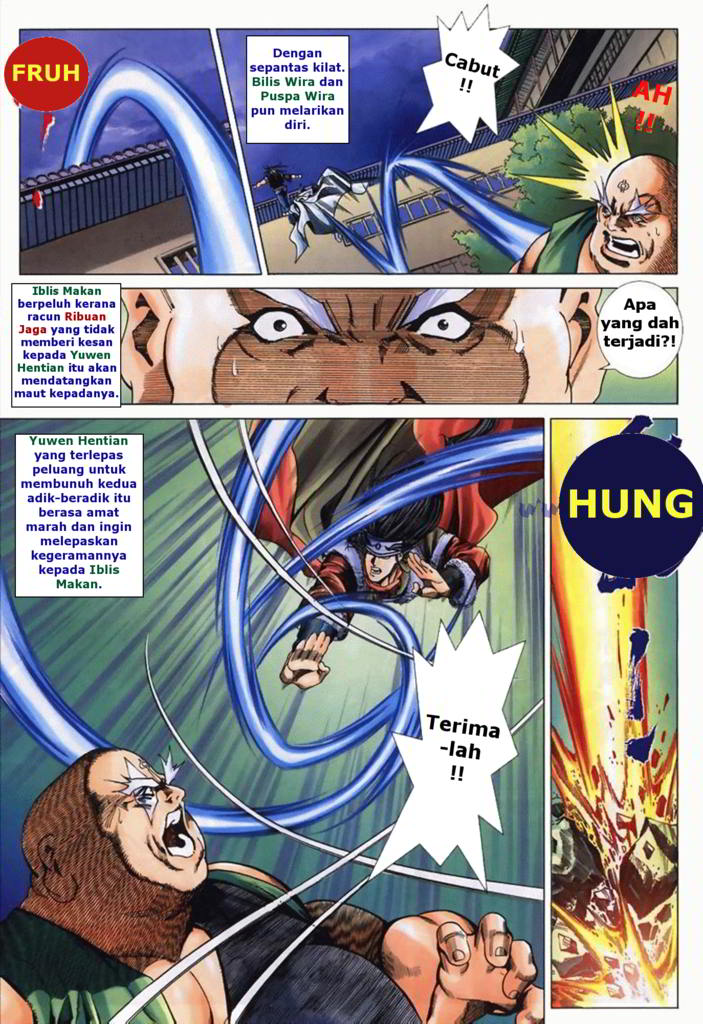 FRUH
Dengan
sepantas kilat.
Bilis Wira dan
Puspa Wira
pun melarikan
diri.
Cabut
!!
AH
!!
Iblis Makan
berpeluh kerana
racun Ribuan
Jaga yang tidak
memberi kesan
kepada Yuwen
Hentian itu akan
mendatangkan
maut kepadanya.
Apa
yang dah
terjadi?!
Yuwen Hentian
yang terlepas
peluang untuk
membunuh kedua
adik-beradik itu
berasa amat
marah dan ingin
melepaskan
kegeramannya
kepada Iblis
Makan.
Terima
-lah
!!
HUNG